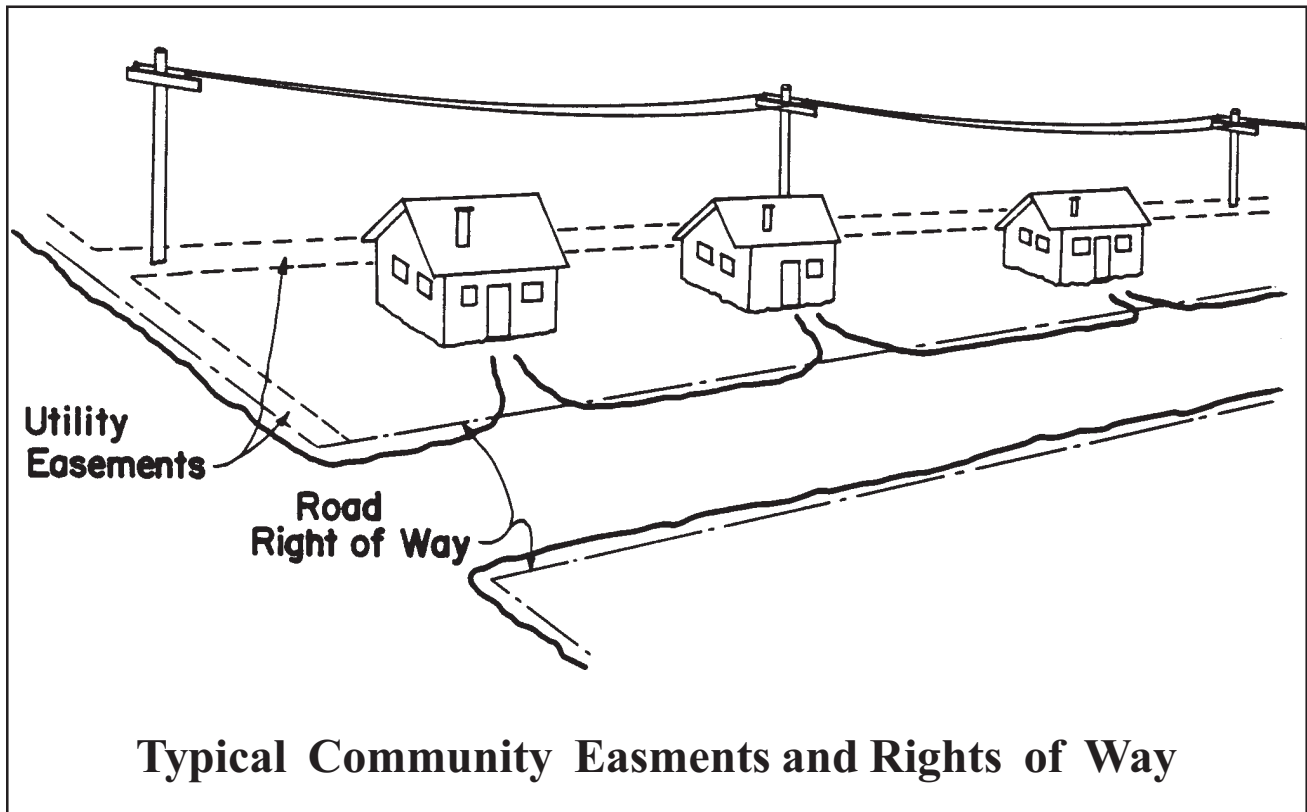 Utility
Easements
Road
Right of Way
Typical Community Easments and Rights of Way